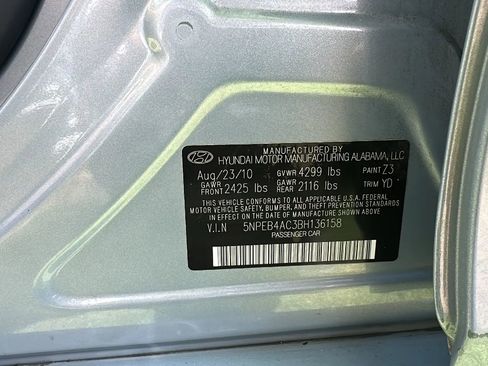 MANUFACTURED BY
HYUNDAI MOTOR MANUFACTURING ALABAMA, LLC
Aug/23/10 GVWR 4299 lbs PAINT Z3
GAWR FRONT 2425 lbs GAWR REAR 2116 lbs TRIM YD
THIS VEHICLE CONFORMS TO ALL APPLICABLE U.S.A. FEDERAL
MOTOR VEHICLE SAFETY, BUMPER, AND THEFT PREVENTION
STANDARDS IN EFFECT ON THE DATE OF MANUFACTURE SHOWN ABOVE.
V.I.N 5NPEB4AC3BH136158
PASSENGER CAR